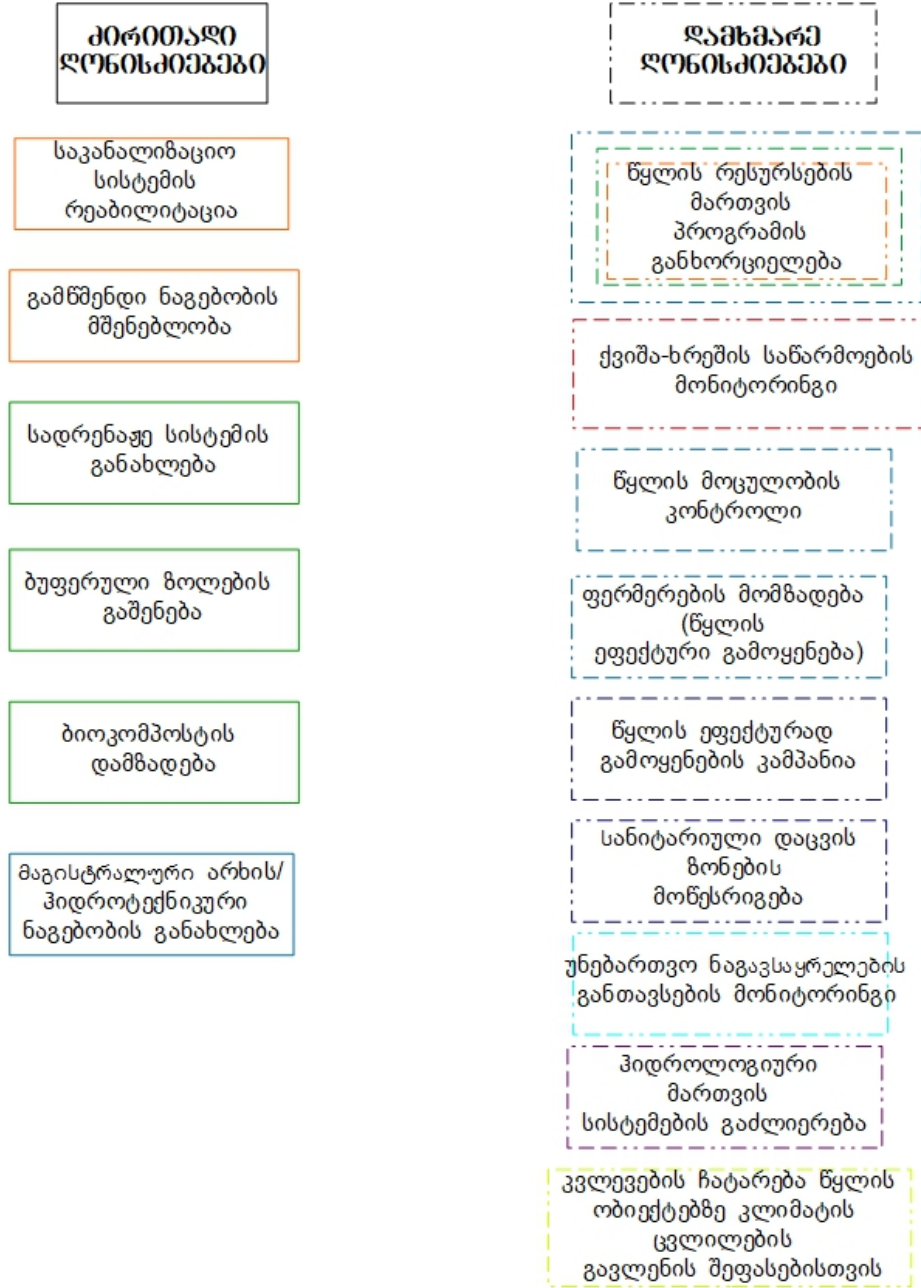 ძირითადი
ღონისძიებები
საკანალიზაციო
სისტემის
რეაბილიტაცია
გამწმენდი ნაგებობის
მშენებლობა
სადრენაჟე სისტემის
განახლება
ბუფერული ზოლების
გაშენება
ბიოკომპოსტის
დამზადება
მაგისტრალური არხის/
ჰიდროტექნიკური
ნაგებობის განახლება
დამხმარე
ღონისძიებები
წყლის რესურსების
მართვის
პროგრამის
განხორციელება
ქვიშა-ხრეშის საწარმოების
მონიტორინგი
წყლის მოცულობის
კონტროლი
ფერმერების მომზადება
(წყლის
ეფექტური გამოყენება)
წყლის ეფექტურად
გამოყენების კამპანია
სანიტარიული დაცვის
ზონების
მოწესრიგება
უნებართვო ნაგავსაყრელების
განთავსების მონიტორინგი
ჰიდროლოგიური
მართვის
სისტემების გაძლიერება
კვლევების ჩატარება წყლის
ობიექტებზე კლიმატის
ცვლილების
გავლენის შეფასებისთვის